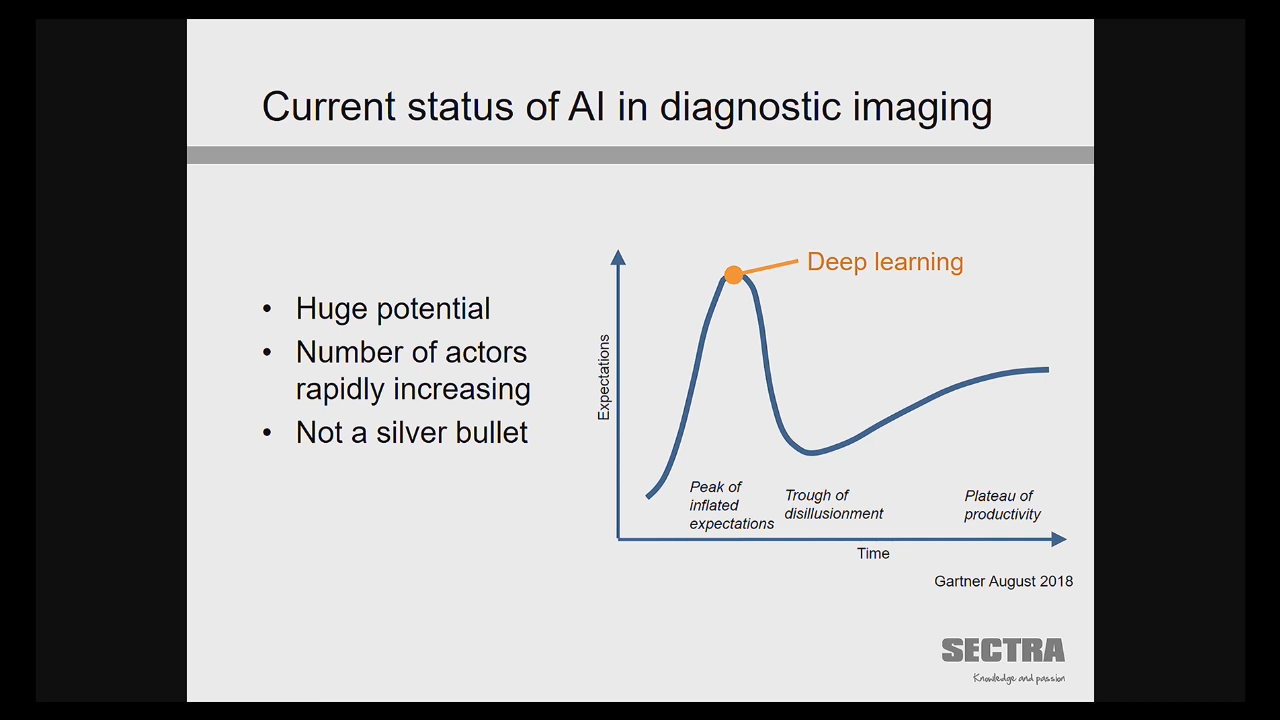 Current status of AI in diagnostic imaging
• Huge potential
• Number of actors
rapidly increasing
• Not a silver bullet
Deep learning
Expectations
Peak of
inflated
expectations
Trough of
disillusionment
Plateau of
productivity
Time
Gartner August 2018
SECTRA
Knowledge and passion